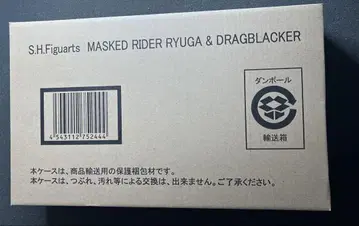 S.H.Figuarts MASKED RIDER RYUGA & DRAGBLACKER
ダンボール
輸送箱
4 543112 752444
本ケースは、商品輸送用の保護梱包材です。
本ケースは、つぶれ、汚れ等による交換は、出来ません。ご了承ください。